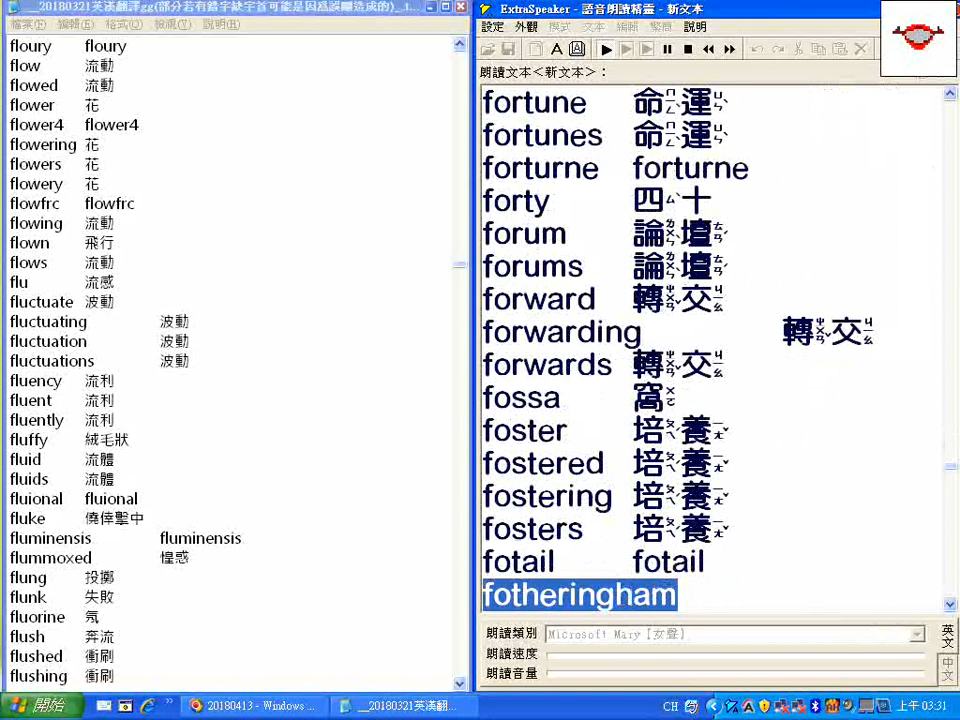 __20180321英漢翻譯gg(部分若有錯字缺字首可能是因為誤刪造成的)_t...
檔案(F) 編輯(E) 格式(O) 檢視(V) 說明(H)
floury floury
flow 流動
flowed 流動
flower 花
flower4 flower4
flowering 花
flowers 花
flowery 花
flowfrc flowfrc
flowing 流動
flown 飛行
flows 流動
flu 流感
fluctuate 波動
fluctuating 波動
fluctuation 波動
fluctuations 波動
fluency 流利
fluent 流利
fluently 流利
fluffy 絨毛狀
fluid 流體
fluids 流體
fluional fluional
fluke 僥倖擊中
fluminensis fluminensis
flummoxed 惶惑
flung 投擲
flunk 失敗
fluorine 氖
flush 奔流
flushed 衝刷
flushing 衝刷
ExtraSpeaker - 語音朗讀精靈 - 新文本
設定 外觀 模式 文本 編輯 繁簡 說明
朗讀文本<新文本>：
fortune 命運
fortunes 命運
forturne forturne
forty 四十
forum 論壇
forums 論壇
forward 轉交
forwarding 轉交
forwards 轉交
fossa 窩
foster 培養
fostered 培養
fostering 培養
fosters 培養
fotail fotail
fotheringham
朗讀類別 Microsoft Mary【女聲】
朗讀速度
朗讀音量
英文
中文
開始
20180413 - Windows ...
__20180321英漢翻...
CH
上午 03:31